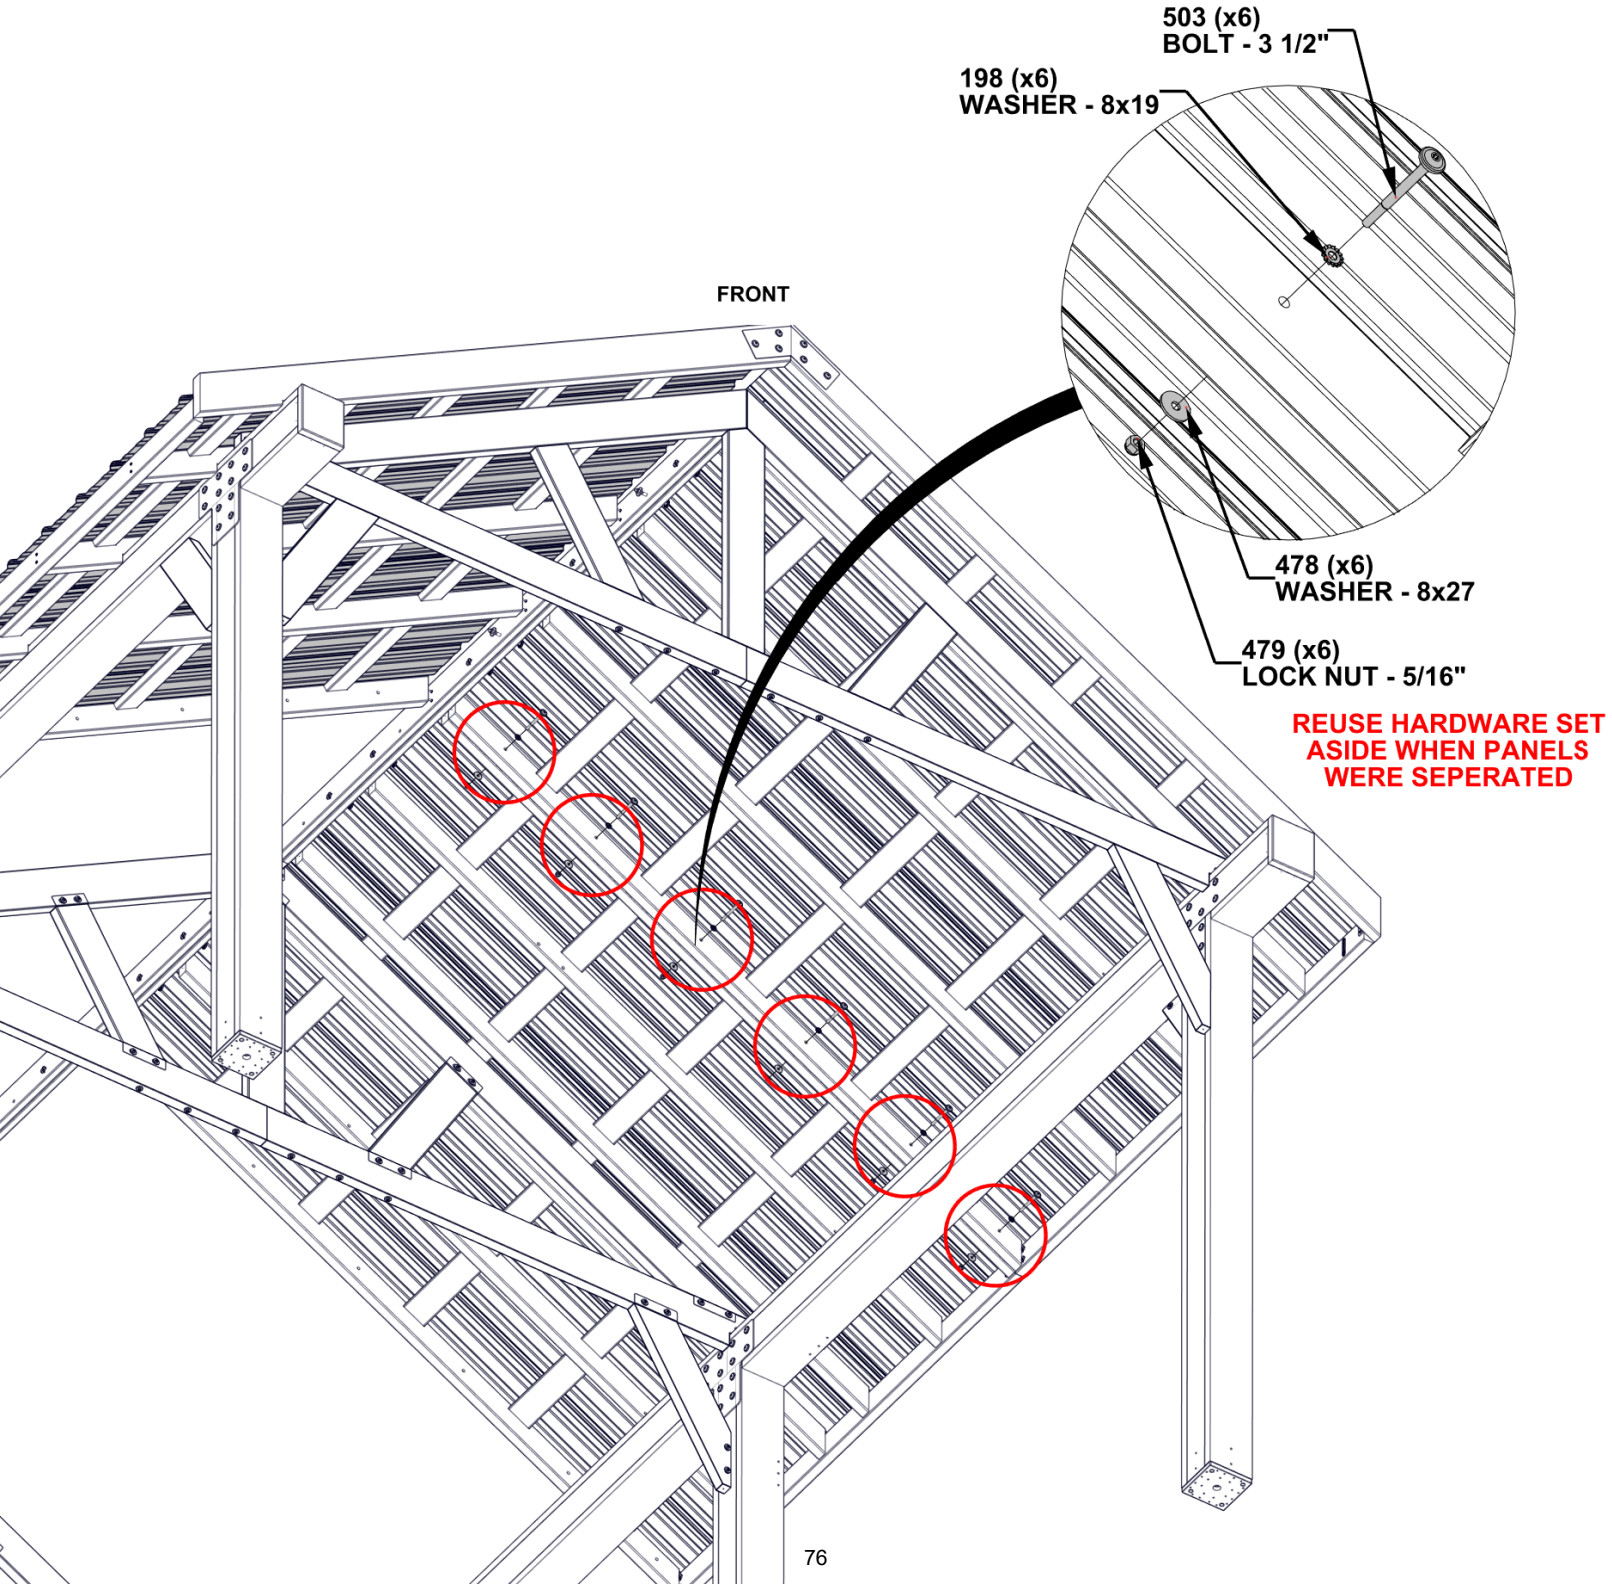 503 (x6)
BOLT - 3 1/2"
198 (x6)
WASHER - 8x19
FRONT
478 (x6)
WASHER - 8x27
479 (x6)
LOCK NUT - 5/16"
REUSE HARDWARE SET
ASIDE WHEN PANELS
WERE SEPERATED
76